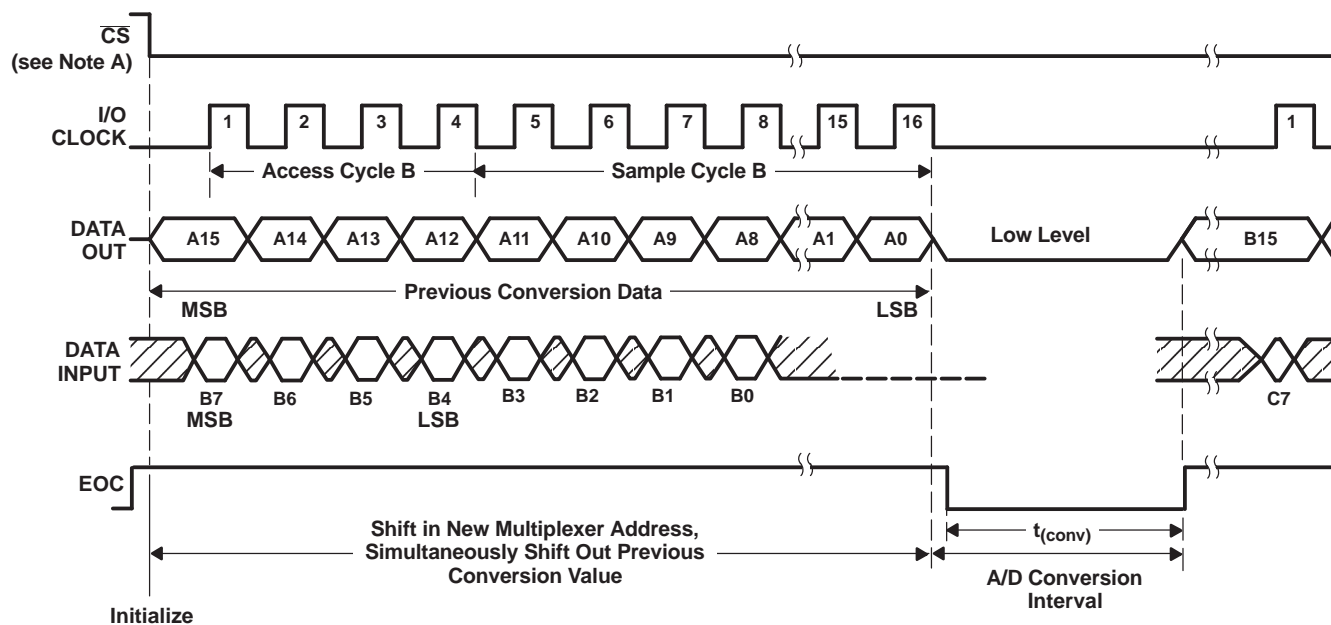 CS
(see Note A)
I/O
CLOCK
1 2 3 4 5 6 7 8 15 16 1
Access Cycle B Sample Cycle B
DATA
OUT
A15 A14 A13 A12 A11 A10 A9 A8 A1 A0 Low Level B15
Previous Conversion Data
MSB LSB
DATA
INPUT
B7 B6 B5 B4 B3 B2 B1 B0 C7
MSB LSB
EOC
Shift in New Multiplexer Address,
Simultaneously Shift Out Previous
Conversion Value
t(conv)
A/D Conversion
Interval
Initialize